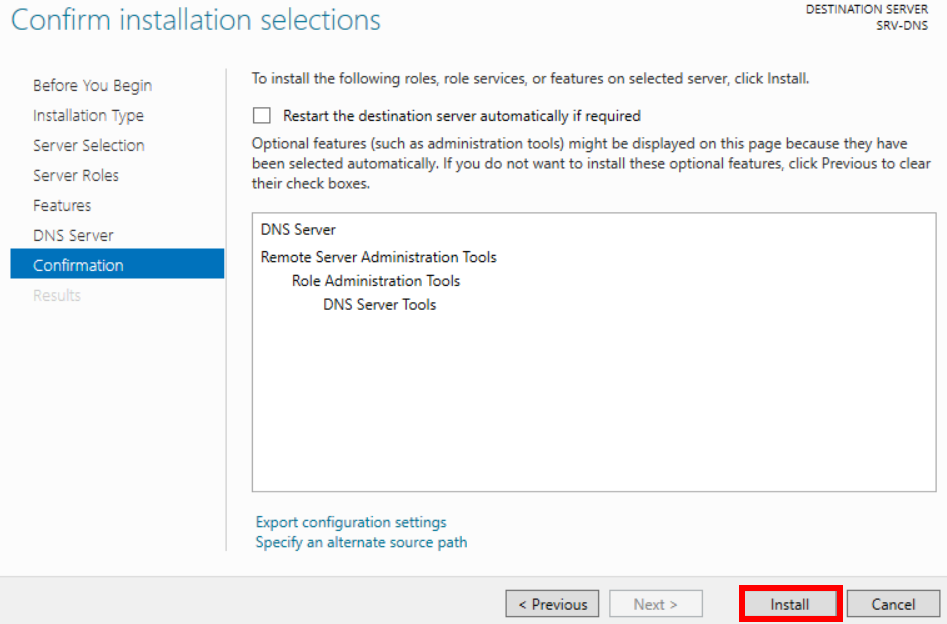 Confirm installation selections
DESTINATION SERVER
SRV-DNS
Before You Begin
Installation Type
Server Selection
Server Roles
Features
DNS Server
Confirmation
Results
To install the following roles, role services, or features on selected server, click Install.
Restart the destination server automatically if required
Optional features (such as administration tools) might be displayed on this page because they have
been selected automatically. If you do not want to install these optional features, click Previous to clear
their check boxes.
DNS Server
Remote Server Administration Tools
Role Administration Tools
DNS Server Tools
Export configuration settings
Specify an alternate source path
< Previous
Next >
Install
Cancel